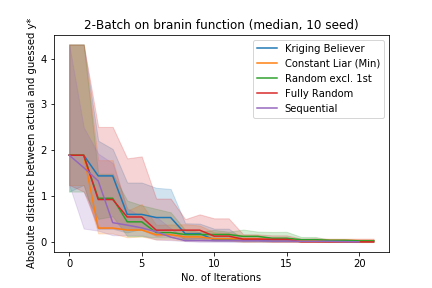 2-Batch on branin function (median, 10 seed)
Absolute distance between actual and guessed y*
4
3
2
1
0
Kriging Believer
Constant Liar (Min)
Random excl. 1st
Fully Random
Sequential
0 5 10 15 20
No. of Iterations